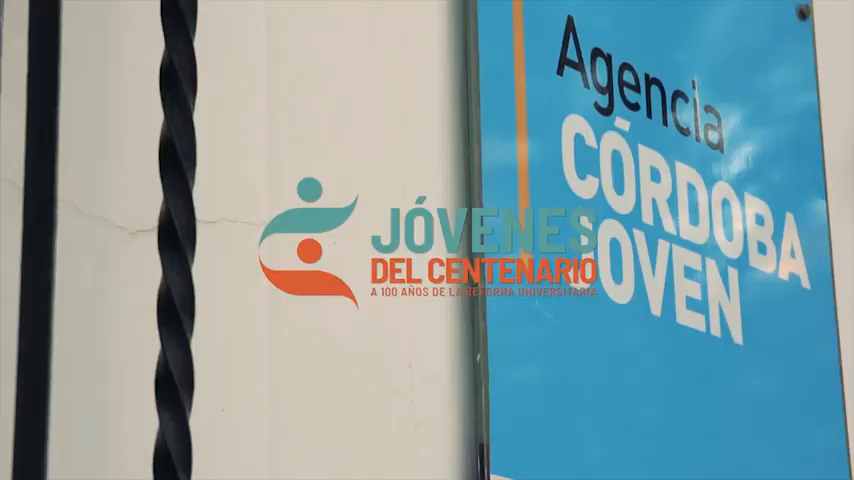 Agencia
CÓRDOBA
JOVEN
JÓVENES
DEL CENTENARIO
A 100 AÑOS DE LA REFORMA UNIVERSITARIA